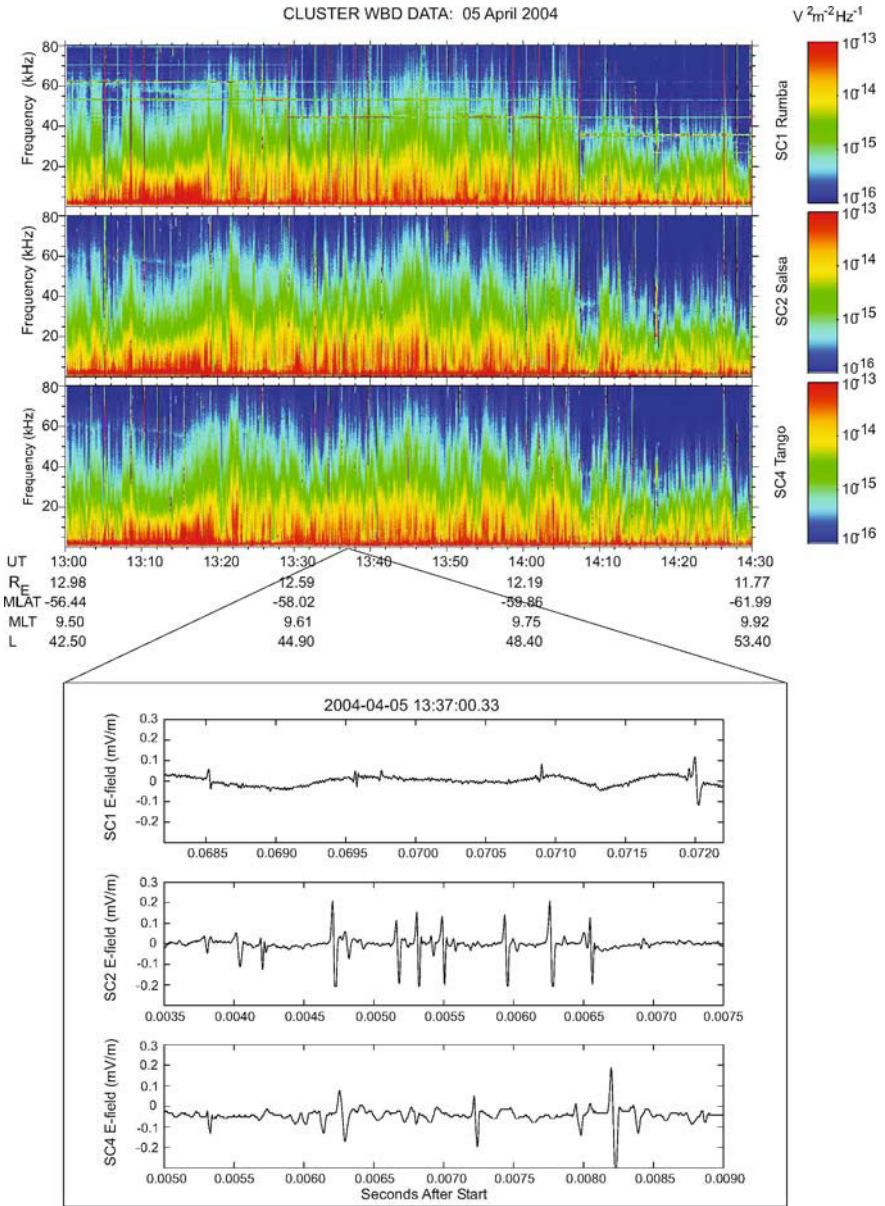 CLUSTER WBD DATA: 05 April 2004
V²m⁻²Hz⁻¹
Frequency (kHz)
80
60
40
20
SC1 Rumba
10⁻¹³
10⁻¹⁴
10⁻¹⁵
10⁻¹⁶
Frequency (kHz)
80
60
40
20
SC2 Salsa
10⁻¹³
10⁻¹⁴
10⁻¹⁵
10⁻¹⁶
Frequency (kHz)
80
60
40
20
SC4 Tango
10⁻¹³
10⁻¹⁴
10⁻¹⁵
10⁻¹⁶
UT 13:00 13:10 13:20 13:30 13:40 13:50 14:00 14:10 14:20 14:30
R_E 12.98 12.59 12.19 11.77
MLAT -56.44 -58.02 -59.86 -61.99
MLT 9.50 9.61 9.75 9.92
L 42.50 44.90 48.40 53.40
2004-04-05 13:37:00.33
SC1 E-field (mV/m)
0.3
0.2
0.1
0
-0.1
-0.2
0.0685 0.0690 0.0695 0.0700 0.0705 0.0710 0.0715 0.0720
SC2 E-field (mV/m)
0.3
0.2
0.1
0
-0.1
-0.2
0.0035 0.0040 0.0045 0.0050 0.0055 0.0060 0.0065 0.0070 0.0075
SC4 E-field (mV/m)
0.3
0.2
0.1
0
-0.1
-0.2
0.0050 0.0055 0.0060 0.0065 0.0070 0.0075 0.0080 0.0085 0.0090
Seconds After Start